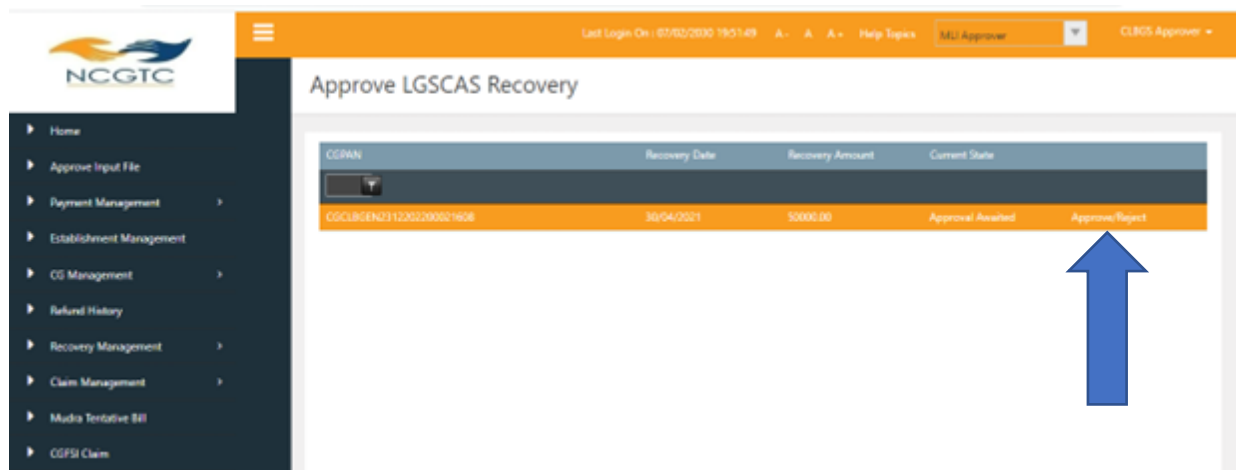 NCGTC
Last Login On : 07/02/2030 19:51:49 A- A A+ Help Topics MLI Approver CLBGS Approver
Approve LGSCAS Recovery
Home
Approve Input File
Payment Management
Establishment Management
CG Management
Refund History
Recovery Management
Claim Management
Mudra Tentative Bill
CGFSI Claim
CGPAN Recovery Date Recovery Amount Current State
CGCLBGEN2312202200021608 30/04/2021 50000.00 Approval Awaited Approve/Reject